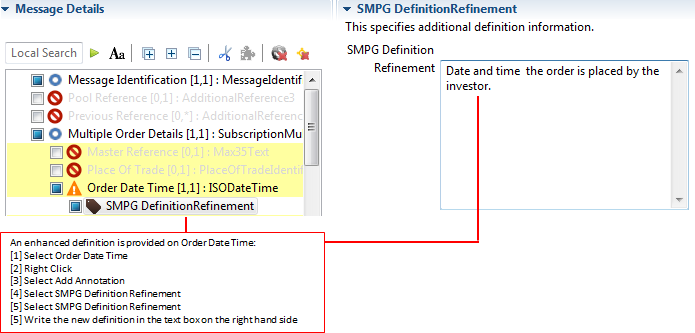 Message Details
Local Search
Aa
Message Identification [1,1] : MessageIdentif
Pool Reference [0,1] : AdditionalReference3
Previous Reference [0,*] : AdditionalReference
Multiple Order Details [1,1] : SubscriptionMu
Master Reference [0,1] : Max35Text
Place Of Trade [0,1] : PlaceOfTradeIdentif
Order Date Time [1,1] : ISODateTime
SMPG DefinitionRefinement
An enhanced definition is provided on Order Date Time:
[1] Select Order Date Time
[2] Right Click
[3] Select Add Annotation
[4] Select SMPG Definition Refinement
[5] Select SMPG Definition Refinement
[5] Write the new definition in the text box on the right hand side
SMPG DefinitionRefinement
This specifies additional definition information.
SMPG Definition
Refinement
Date and time  the order is placed by the
investor.